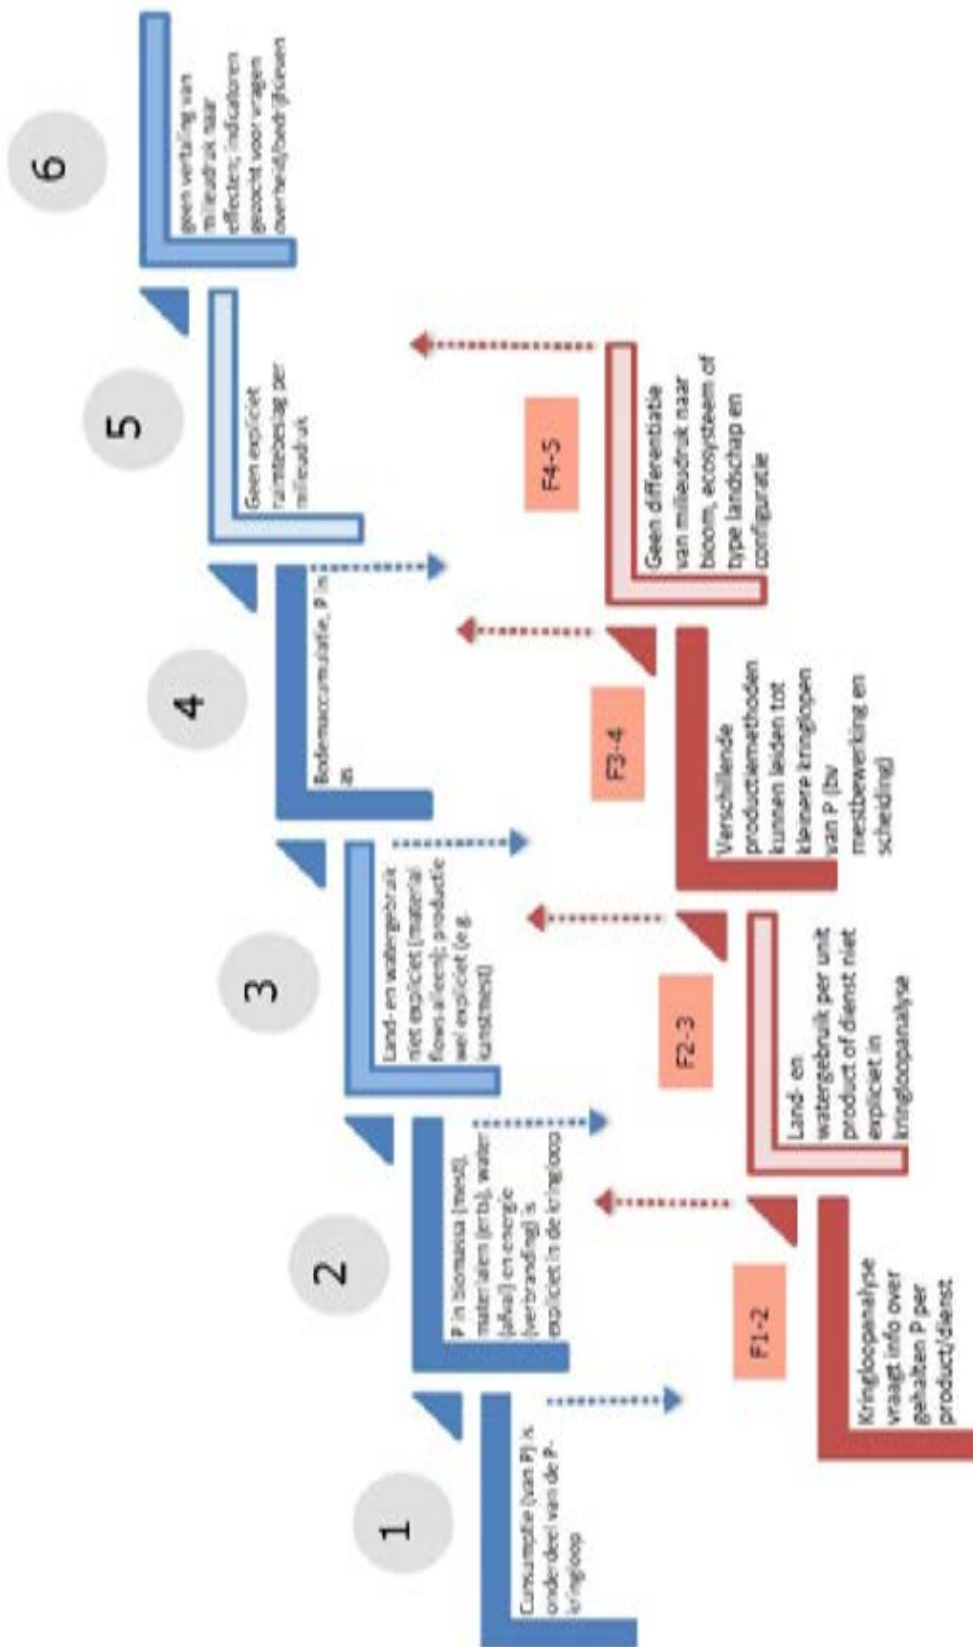 1
Consumptie (van P) is
onderdeel van de P-
kringloop
2
P in biomassa (mest),
materialen (erts), water
(afval) en energie
(verbranding) is
expliciet in de kringloop
3
Land- en watergebruik
niet expliciet (material
flows alleen); productie
wel expliciet (e.g.
kunstmest)
4
Bodemaccumulatie, P in
as
5
Geen expliciet
ruimtebeslag per
milieudruk
6
geen vertaling van
milieudruk naar
effecten; indicatoren
gezocht voor vragen
overheid/bedrijfsleven
F1-2
Kringloopanalyse
vraagt info over
gehalten P per
product/dienst
F2-3
Land- en
watergebruik per unit
product of dienst niet
expliciet in
kringloopanalyse
F3-4
Verschillende
productiemethoden
kunnen leiden tot
kleinere kringlopen
van P (bv
mestbewerking en
scheiding)
F4-5
Geen differentiatie
van milieudruk naar
bioom, ecosysteem of
type landschap en
configuratie